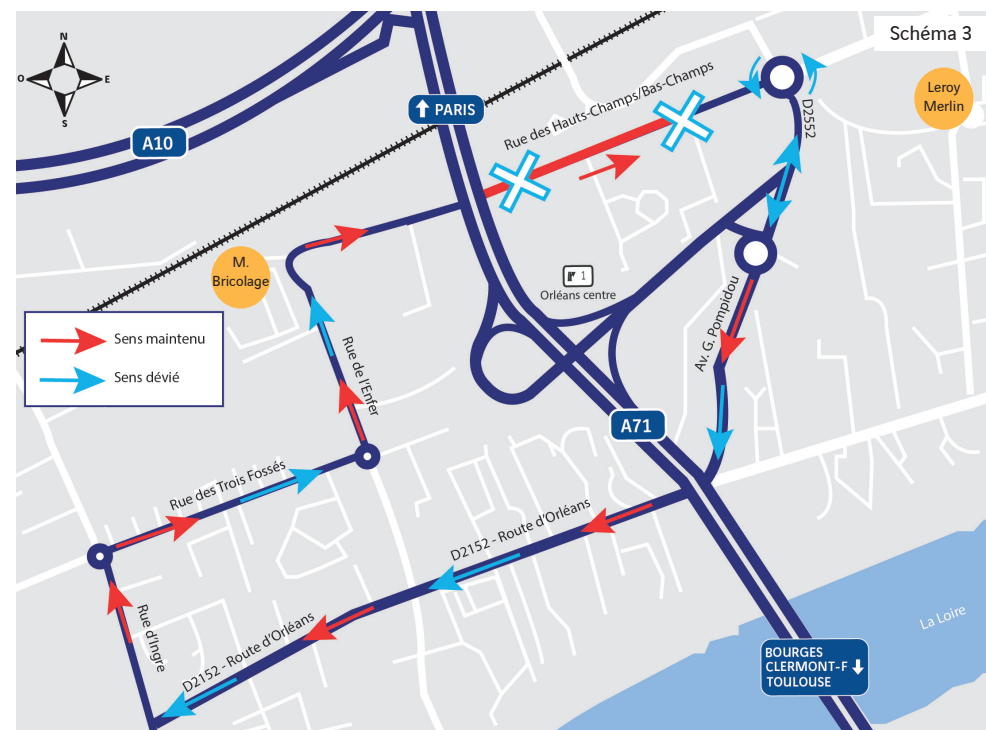 Schéma 3
N
O
E
S
A10
PARIS
Rue des Hauts-Champs/Bas-Champs
D2552
Leroy
Merlin
M.
Bricolage
1
Orléans centre
Av. G. Pompidou
Sens maintenu
Sens dévié
Rue de l'Enfer
A71
Rue des Trois Fossés
D2152 - Route d'Orléans
Rue d'Ingre
D2152 - Route d'Orléans
La Loire
BOURGES
CLERMONT-F
TOULOUSE